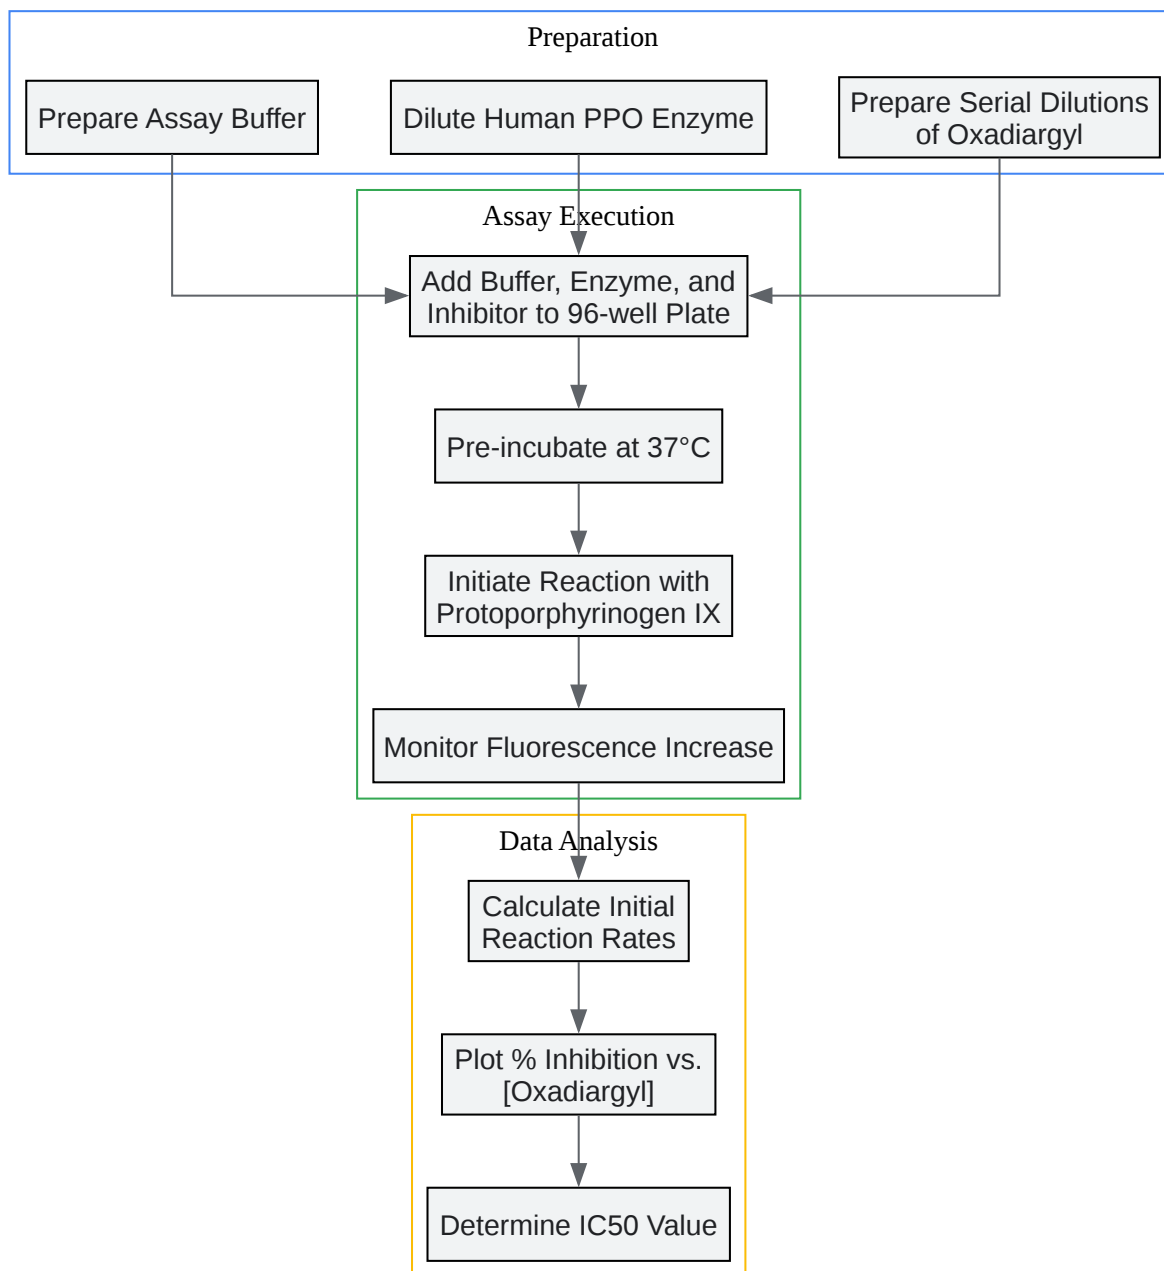 Preparation
Prepare Assay Buffer
Dilute Human PPO Enzyme
Prepare Serial Dilutions
of Oxadiargyl
Assay Execution
Add Buffer, Enzyme, and
Inhibitor to 96-well Plate
Pre-incubate at 37°C
Initiate Reaction with
Protoporphyrinogen IX
Monitor Fluorescence Increase
Data Analysis
Calculate Initial
Reaction Rates
Plot % Inhibition vs.
[Oxadiargyl]
Determine IC50 Value